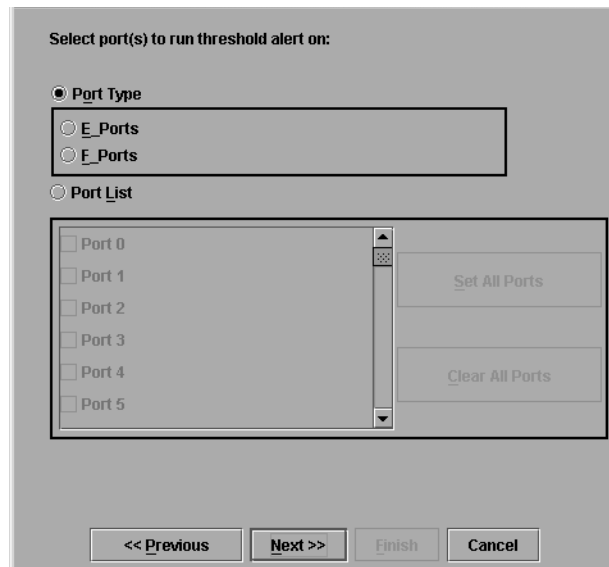 Select port(s) to run threshold alert on:
Port Type
E_Ports
F_Ports
Port List
Port 0
Port 1
Port 2
Port 3
Port 4
Port 5
Set All Ports
Clear All Ports
<< Previous Next >> Finish Cancel